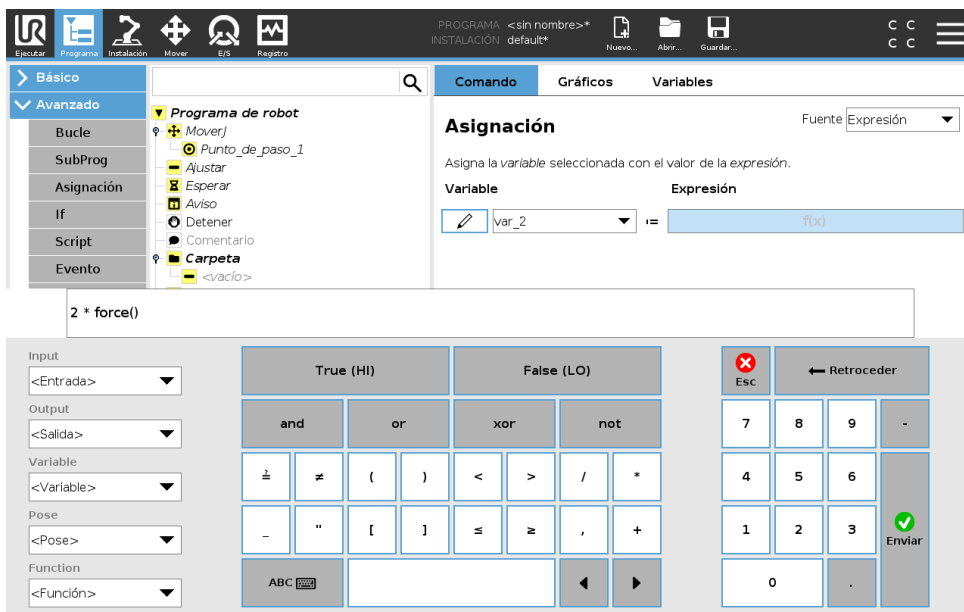 PROGRAMA <sin nombre>*
INSTALACIÓN default*
Ejecutar Programa Instalación Mover E/S Registro Nuevo... Abrir... Guardar...
C C
C C
Básico
Avanzado
Bucle
SubProg
Asignación
If
Script
Evento
Programa de robot
MoverJ
Punto_de_paso_1
Ajustar
Esperar
Aviso
Detener
Comentario
Carpeta
<vacío>
Comando Gráficos Variables
Asignación
Fuente Expresión
Asigna la variable seleccionada con el valor de la expresión.
Variable Expresión
var_2 := f(x)
2 * force()
Input
<Entrada>
Output
<Salida>
Variable
<Variable>
Pose
<Pose>
Function
<Función>
True (HI) False (LO)
and or xor not
≟ ≠ ( ) < > / *
_ " [ ] ≤ ≥ , +
ABC
Esc Retroceder
7 8 9 -
4 5 6
1 2 3 Enviar
0 .